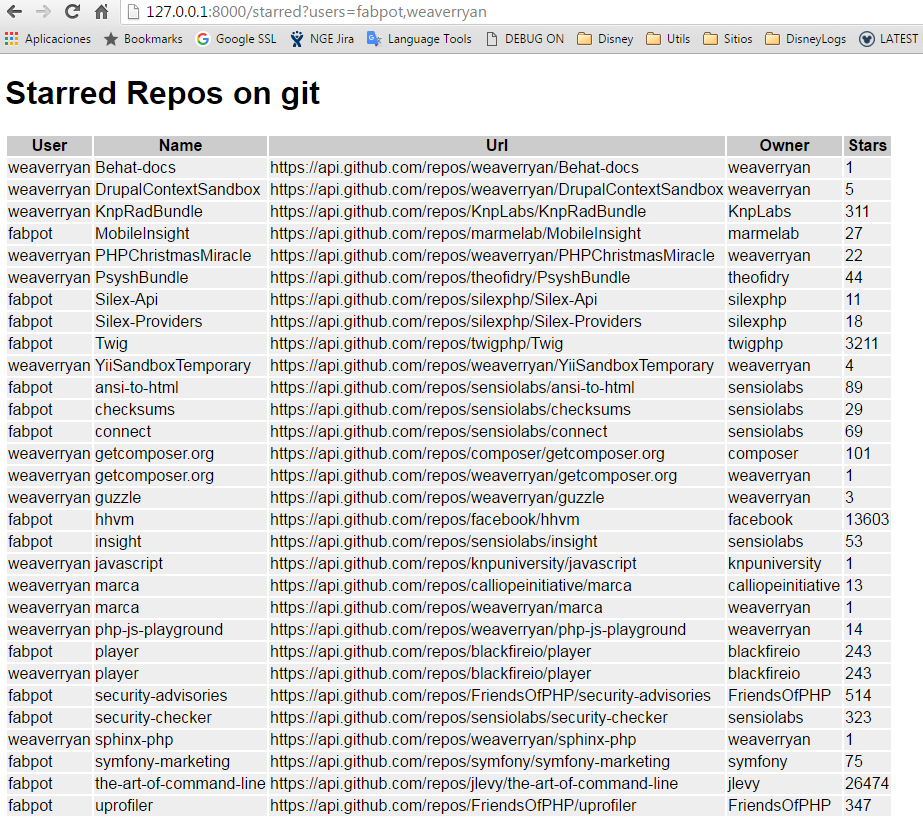 127.0.0.1:8000/starred?users=fabpot,weaverryan
Aplicaciones Bookmarks Google SSL NGE Jira Language Tools DEBUG ON Disney Utils Sitios DisneyLogs LATEST
Starred Repos on git
User Name Url Owner Stars
weaverryan Behat-docs https://api.github.com/repos/weaverryan/Behat-docs weaverryan 1
weaverryan DrupalContextSandbox https://api.github.com/repos/weaverryan/DrupalContextSandbox weaverryan 5
weaverryan KnpRadBundle https://api.github.com/repos/KnpLabs/KnpRadBundle KnpLabs 311
fabpot MobileInsight https://api.github.com/repos/marmelab/MobileInsight marmelab 27
weaverryan PHPChristmasMiracle https://api.github.com/repos/weaverryan/PHPChristmasMiracle weaverryan 22
weaverryan PsyshBundle https://api.github.com/repos/theofidry/PsyshBundle theofidry 44
fabpot Silex-Api https://api.github.com/repos/silexphp/Silex-Api silexphp 11
fabpot Silex-Providers https://api.github.com/repos/silexphp/Silex-Providers silexphp 18
fabpot Twig https://api.github.com/repos/twigphp/Twig twigphp 3211
weaverryan YiiSandboxTemporary https://api.github.com/repos/weaverryan/YiiSandboxTemporary weaverryan 4
fabpot ansi-to-html https://api.github.com/repos/sensiolabs/ansi-to-html sensiolabs 89
fabpot checksums https://api.github.com/repos/sensiolabs/checksums sensiolabs 29
fabpot connect https://api.github.com/repos/sensiolabs/connect sensiolabs 69
weaverryan getcomposer.org https://api.github.com/repos/composer/getcomposer.org composer 101
weaverryan getcomposer.org https://api.github.com/repos/weaverryan/getcomposer.org weaverryan 1
weaverryan guzzle https://api.github.com/repos/weaverryan/guzzle weaverryan 3
fabpot hhvm https://api.github.com/repos/facebook/hhvm facebook 13603
fabpot insight https://api.github.com/repos/sensiolabs/insight sensiolabs 53
weaverryan javascript https://api.github.com/repos/knpuniversity/javascript knpuniversity 1
weaverryan marca https://api.github.com/repos/calliopeinitiative/marca calliopeinitiative 13
weaverryan marca https://api.github.com/repos/weaverryan/marca weaverryan 1
weaverryan php-js-playground https://api.github.com/repos/weaverryan/php-js-playground weaverryan 14
fabpot player https://api.github.com/repos/blackfireio/player blackfireio 243
weaverryan player https://api.github.com/repos/blackfireio/player blackfireio 243
fabpot security-advisories https://api.github.com/repos/FriendsOfPHP/security-advisories FriendsOfPHP 514
fabpot security-checker https://api.github.com/repos/sensiolabs/security-checker sensiolabs 323
weaverryan sphinx-php https://api.github.com/repos/weaverryan/sphinx-php weaverryan 1
fabpot symfony-marketing https://api.github.com/repos/symfony/symfony-marketing symfony 75
fabpot the-art-of-command-line https://api.github.com/repos/jlevy/the-art-of-command-line jlevy 26474
fabpot uprofiler https://api.github.com/repos/FriendsOfPHP/uprofiler FriendsOfPHP 347